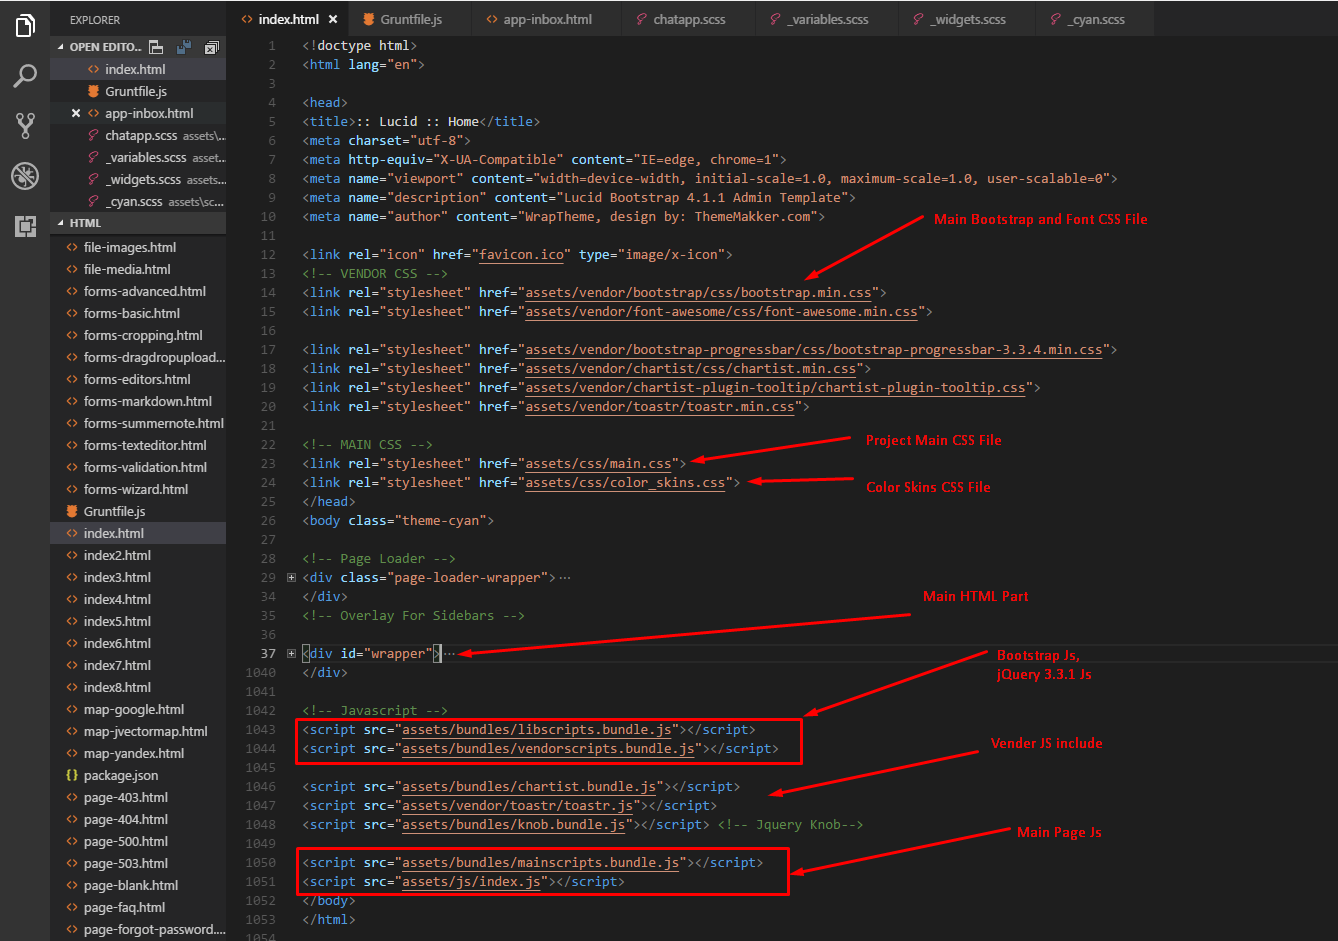 EXPLORER
OPEN EDITO...
index.html
Gruntfile.js
app-inbox.html
chatapp.scss assets\...
_variables.scss asset...
_widgets.scss assets...
_cyan.scss assets\sc...
HTML
file-images.html
file-media.html
forms-advanced.html
forms-basic.html
forms-cropping.html
forms-dragdropupload...
forms-editors.html
forms-markdown.html
forms-summernote.html
forms-texteditor.html
forms-validation.html
forms-wizard.html
Gruntfile.js
index.html
index2.html
index3.html
index4.html
index5.html
index6.html
index7.html
index8.html
map-google.html
map-jvectormap.html
map-yandex.html
{} package.json
page-403.html
page-404.html
page-500.html
page-503.html
page-blank.html
page-faq.html
page-forgot-password....
index.html Gruntfile.js app-inbox.html chatapp.scss _variables.scss _widgets.scss _cyan.scss
1 <!doctype html>
2 <html lang="en">
3
4 <head>
5 <title>:: Lucid :: Home</title>
6 <meta charset="utf-8">
7 <meta http-equiv="X-UA-Compatible" content="IE=edge, chrome=1">
8 <meta name="viewport" content="width=device-width, initial-scale=1.0, maximum-scale=1.0, user-scalable=0">
9 <meta name="description" content="Lucid Bootstrap 4.1.1 Admin Template">
10 <meta name="author" content="WrapTheme, design by: ThemeMakker.com">
Main Bootstrap and Font CSS File
11
12 <link rel="icon" href="favicon.ico" type="image/x-icon">
13 <!-- VENDOR CSS -->
14 <link rel="stylesheet" href="assets/vendor/bootstrap/css/bootstrap.min.css">
15 <link rel="stylesheet" href="assets/vendor/font-awesome/css/font-awesome.min.css">
16
17 <link rel="stylesheet" href="assets/vendor/bootstrap-progressbar/css/bootstrap-progressbar-3.3.4.min.css">
18 <link rel="stylesheet" href="assets/vendor/chartist/css/chartist.min.css">
19 <link rel="stylesheet" href="assets/vendor/chartist-plugin-tooltip/chartist-plugin-tooltip.css">
20 <link rel="stylesheet" href="assets/vendor/toastr/toastr.min.css">
21
22 <!-- MAIN CSS -->
Project Main CSS File
23 <link rel="stylesheet" href="assets/css/main.css">
24 <link rel="stylesheet" href="assets/css/color_skins.css">
Color Skins CSS File
25 </head>
26 <body class="theme-cyan">
27
28 <!-- Page Loader -->
29 <div class="page-loader-wrapper">...
34 </div>
Main HTML Part
35 <!-- Overlay For Sidebars -->
36
37 <div id="wrapper">...
Bootstrap Js,
jQuery 3.3.1 Js
1040 </div>
1041
1042 <!-- Javascript -->
1043 <script src="assets/bundles/libscripts.bundle.js"></script>
1044 <script src="assets/bundles/vendorscripts.bundle.js"></script>
Vender JS include
1045
1046 <script src="assets/bundles/chartist.bundle.js"></script>
1047 <script src="assets/vendor/toastr/toastr.js"></script>
1048 <script src="assets/bundles/knob.bundle.js"></script> <!-- Jquery Knob-->
Main Page Js
1049
1050 <script src="assets/bundles/mainscripts.bundle.js"></script>
1051 <script src="assets/js/index.js"></script>
1052 </body>
1053 </html>
1054